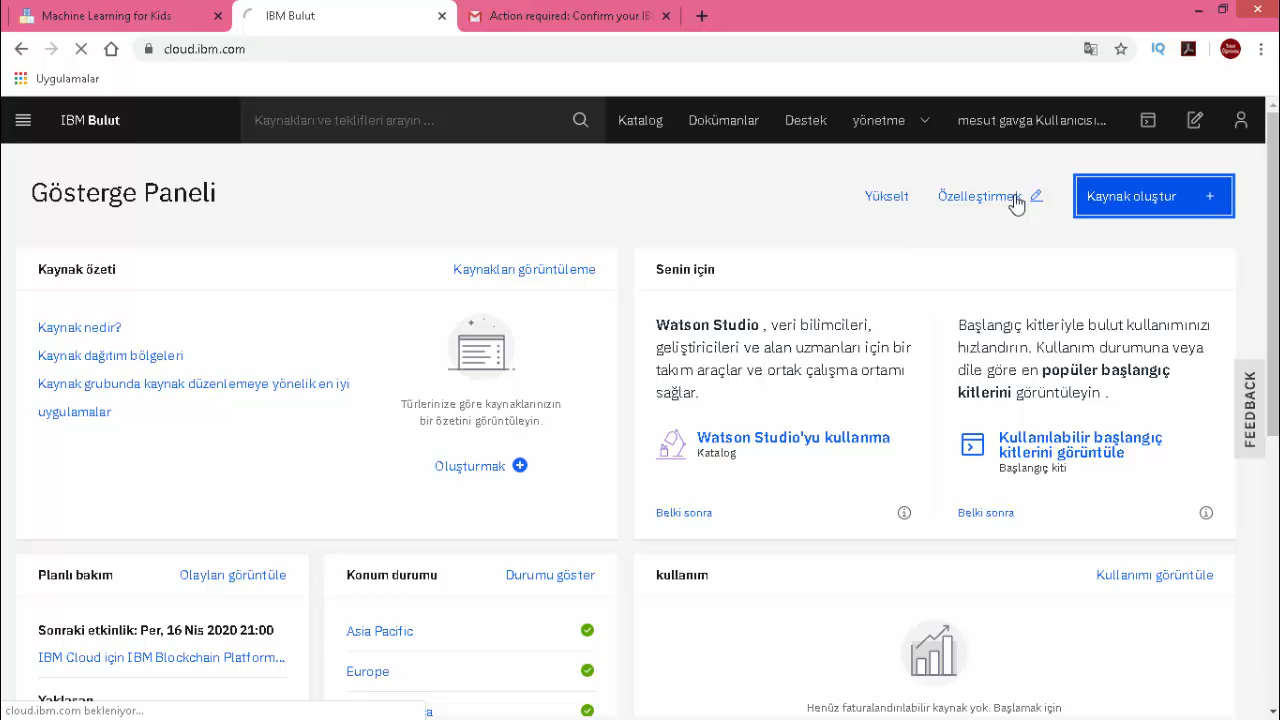 Machine Learning for Kids
IBM Bulut
Action required: Confirm your IB
cloud.ibm.com
IQ
Uygulamalar
IBM Bulut
Kaynakları ve teklifleri arayın ...
Katalog
Dokümanlar
Destek
yönetme
mesut gavga Kullanıcısı...
Gösterge Paneli
Yükselt
Özelleştirmek
Kaynak oluştur +
Kaynak özeti
Kaynakları görüntüleme
Kaynak nedir?
Kaynak dağıtım bölgeleri
Kaynak grubunda kaynak düzenlemeye yönelik en iyi
uygulamalar
Türlerinize göre kaynaklarınızın
bir özetini görüntüleyin.
Oluşturmak
Senin için
Watson Studio , veri bilimcileri,
geliştiricileri ve alan uzmanları için bir
takım araçlar ve ortak çalışma ortamı
sağlar.
Watson Studio'yu kullanma
Katalog
Belki sonra
Başlangıç kitleriyle bulut kullanımınızı
hızlandırın. Kullanım durumuna veya
dile göre en popüler başlangıç
kitlerini görüntüleyin .
Kullanılabilir başlangıç
kitlerini görüntüle
Başlangıç kiti
Belki sonra
FEEDBACK
Planlı bakım
Olayları görüntüle
Sonraki etkinlik: Per, 16 Nis 2020 21:00
IBM Cloud için IBM Blockchain Platform...
Yaklaşan
Konum durumu
Durumu göster
Asia Pacific
Europe
kullanım
Kullanımı görüntüle
Henüz faturalandırılabilir kaynak yok. Başlamak için
cloud.ibm.com bekleniyor...